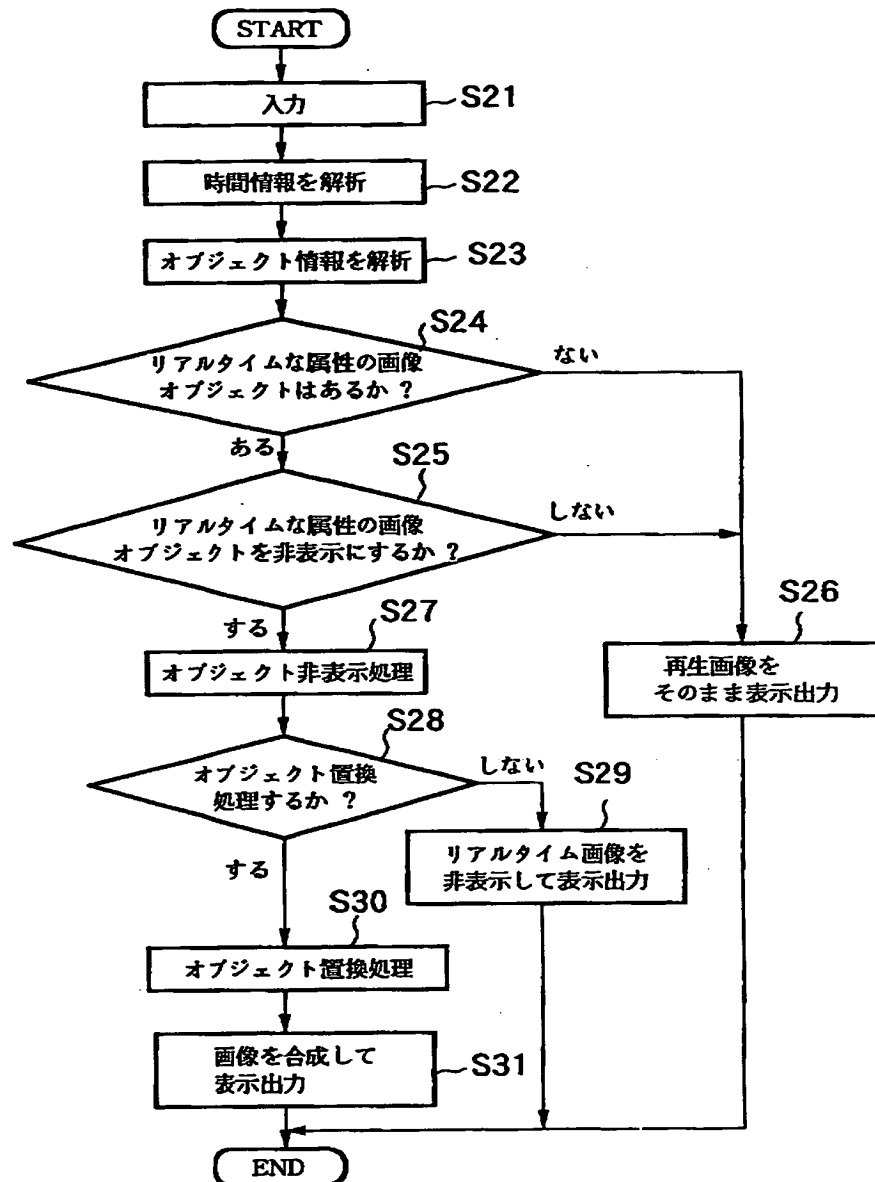 START
入力
S21
時間情報を解析
S22
オブジェクト情報を解析
S23
S24
リアルタイムな属性の画像
オブジェクトはあるか ?
ない
ある
S25
リアルタイムな属性の画像
オブジェクトを非表示にするか ?
しない
する
S27
オブジェクト非表示処理
S26
再生画像を
そのまま表示出力
S28
オブジェクト置換
処理するか ?
しない
する
S29
リアルタイム画像を
非表示して表示出力
S30
オブジェクト置換処理
画像を合成して
表示出力
S31
END